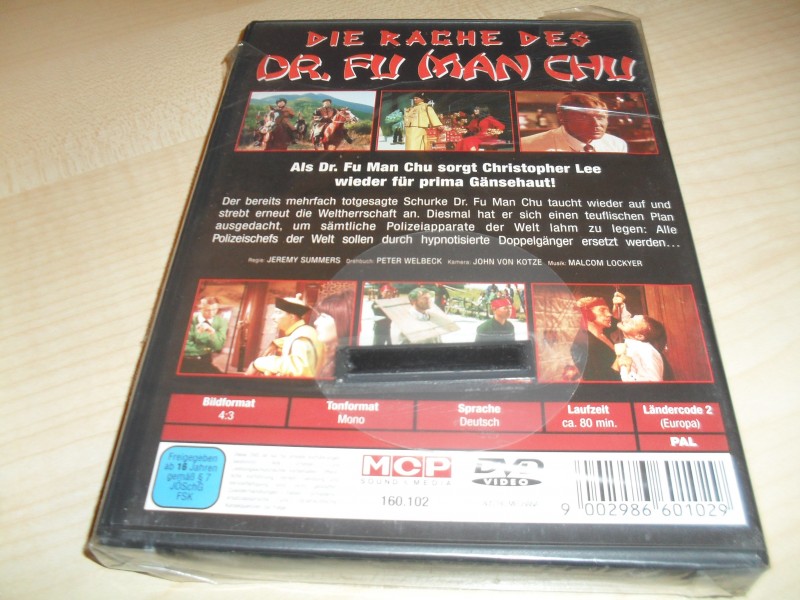 DIE RACHE DES
DR. FU MAN CHU
Als Dr. Fu Man Chu sorgt Christopher Lee
wieder für prima Gänsehaut!
Der bereits mehrfach totgesagte Schurke Dr. Fu Man Chu taucht wieder auf und
strebt erneut die Weltherrschaft an. Diesmal hat er sich einen teuflischen Plan
ausgedacht, um sämtliche Polizeiapparate der Welt lahm zu legen: Alle
Polizeischefs der Welt sollen durch hypnotisierte Doppelgänger ersetzt werden...
Regie: JEREMY SUMMERS Drehbuch: PETER WELBECK Kamera: JOHN VON KOTZE Musik: MALCOM LOCKYER
Bildformat
4:3
Tonformat
Mono
Sprache
Deutsch
Laufzeit
ca. 80 min.
Ländercode 2
(Europa)
PAL
Freigegeben
ab 16 Jahren
gemäß § 7
JÖSchG
FSK
MCP
SOUND & MEDIA
160.102
DVD
VIDEO
9 002986 601029